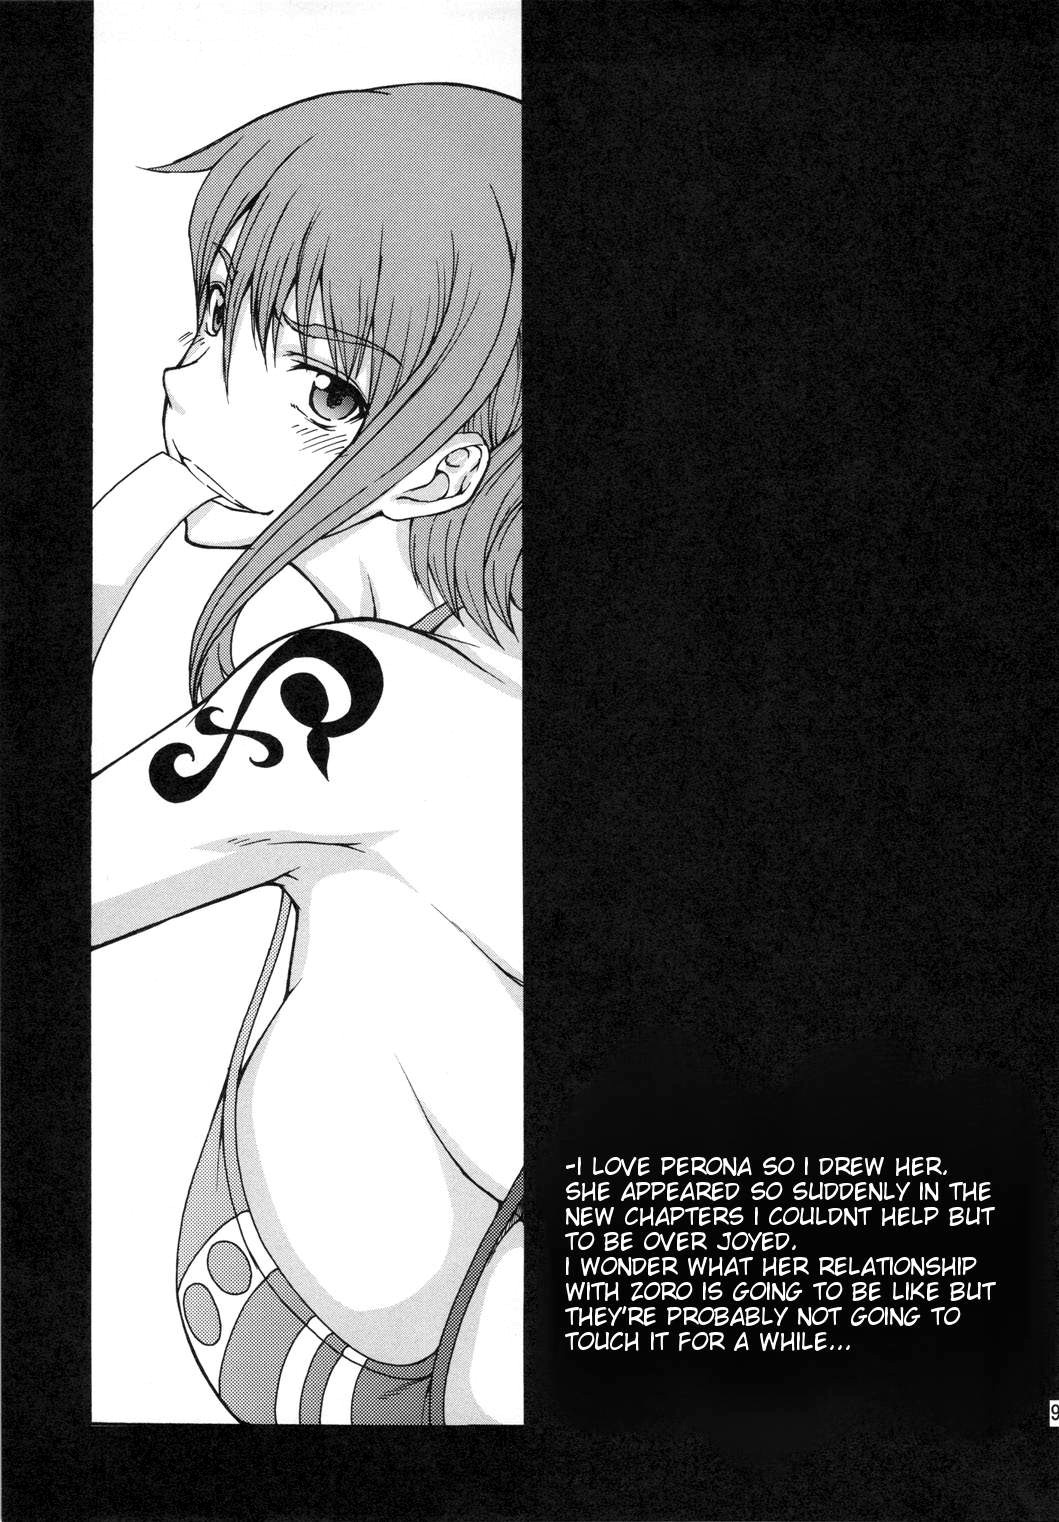 -I LOVE PERONA SO I DREW HER.
SHE APPEARED SO SUDDENLY IN THE
NEW CHAPTERS I COULDNT HELP BUT
TO BE OVER JOYED.
I WONDER WHAT HER RELATIONSHIP
WITH ZORO IS GOING TO BE LIKE BUT
THEY'RE PROBABLY NOT GOING TO
TOUCH IT FOR A WHILE...
9